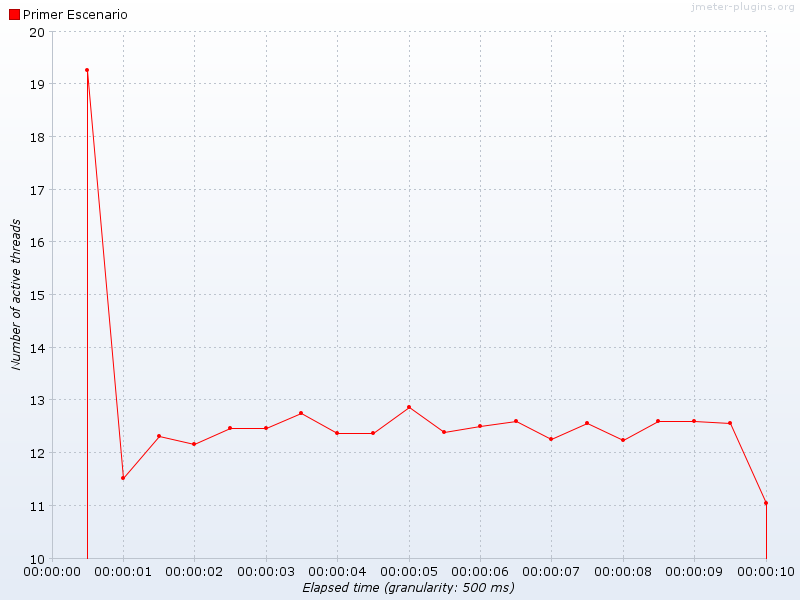 jmeter-plugins.org
Primer Escenario
20
19
18
17
16
15
14
13
12
11
10
Number of active threads
00:00:00 00:00:01 00:00:02 00:00:03 00:00:04 00:00:05 00:00:06 00:00:07 00:00:08 00:00:09 00:00:10
Elapsed time (granularity: 500 ms)